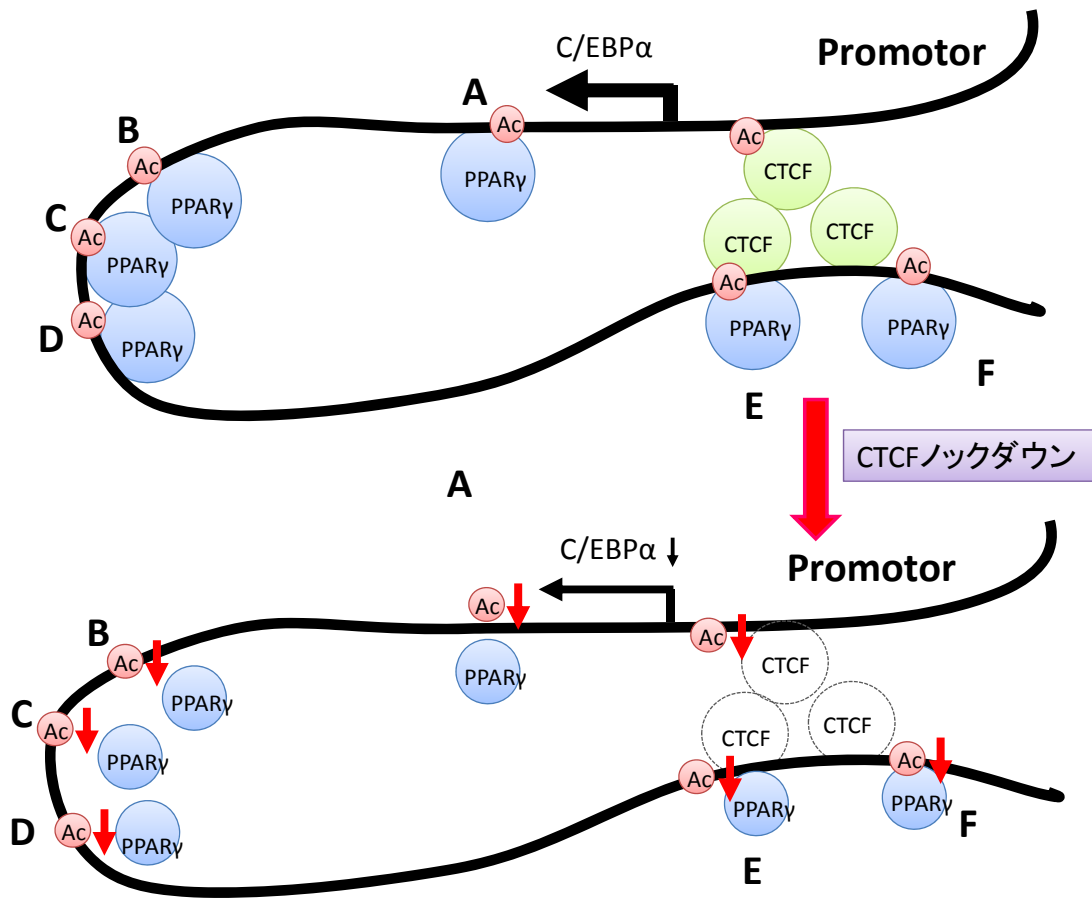 C/EBPα
Promotor
A
Ac
Ac
B
Ac
PPARγ
CTCF
PPARγ
C
Ac
PPARγ
CTCF
CTCF
Ac
Ac
D
Ac
PPARγ
PPARγ
PPARγ
E
F
CTCFノックダウン
A
C/EBPα↓
Promotor
Ac
B
Ac
Ac
CTCF
PPARγ
PPARγ
C
Ac
PPARγ
CTCF
CTCF
Ac
Ac
D
Ac
PPARγ
PPARγ
PPARγ
F
E